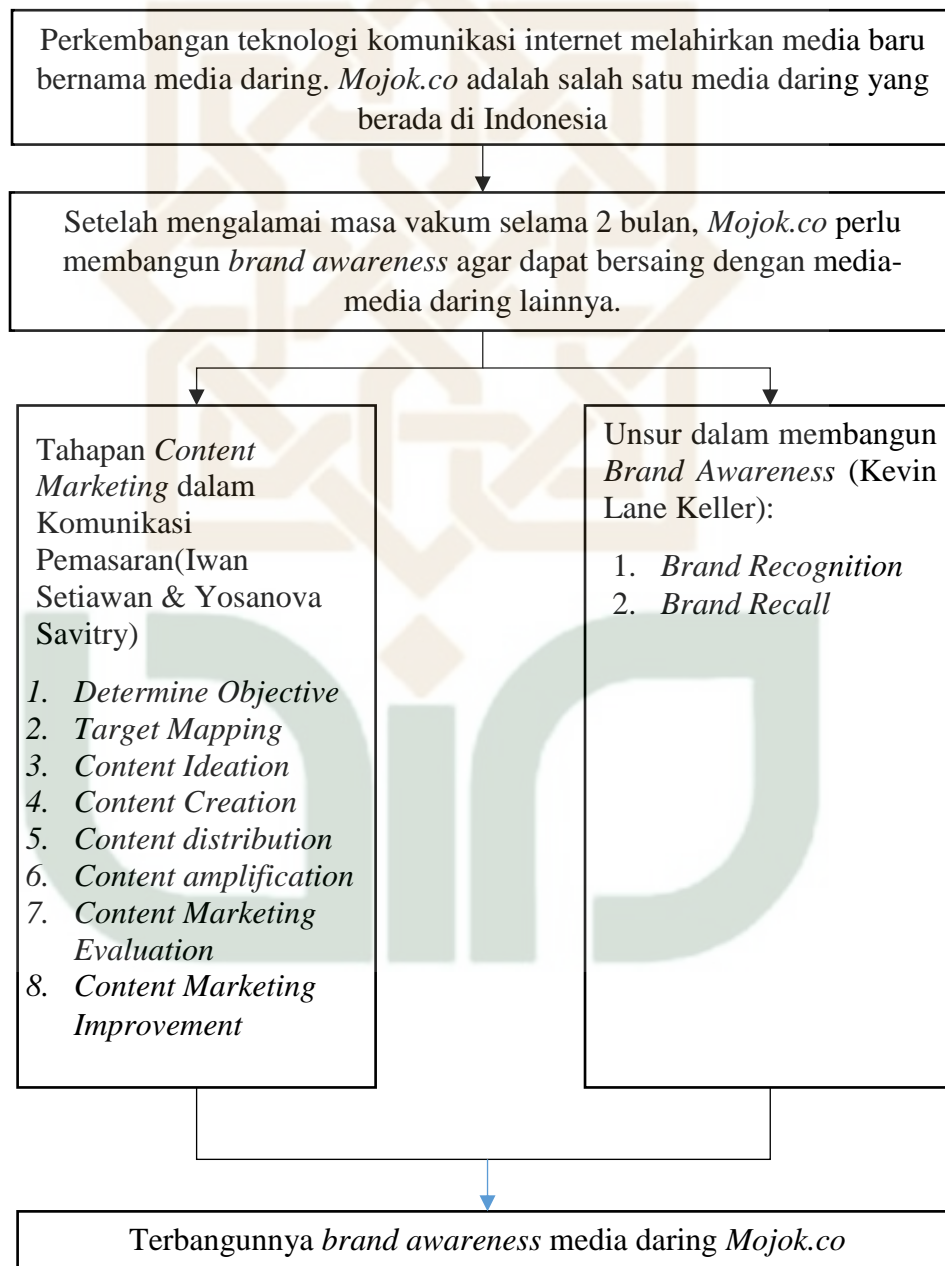 Perkembangan teknologi komunikasi internet melahirkan media baru
bernama media daring. Mojok.co adalah salah satu media daring yang
berada di Indonesia
Setelah mengalamai masa vakum selama 2 bulan, Mojok.co perlu
membangun brand awareness agar dapat bersaing dengan media-
media daring lainnya.
Tahapan Content
Marketing dalam
Komunikasi
Pemasaran(Iwan
Setiawan & Yosanova
Savitry)
1. Determine Objective
2. Target Mapping
3. Content Ideation
4. Content Creation
5. Content distribution
6. Content amplification
7. Content Marketing
Evaluation
8. Content Marketing
Improvement
Unsur dalam membangun
Brand Awareness (Kevin
Lane Keller):
1. Brand Recognition
2. Brand Recall
Terbangunnya brand awareness media daring Mojok.co